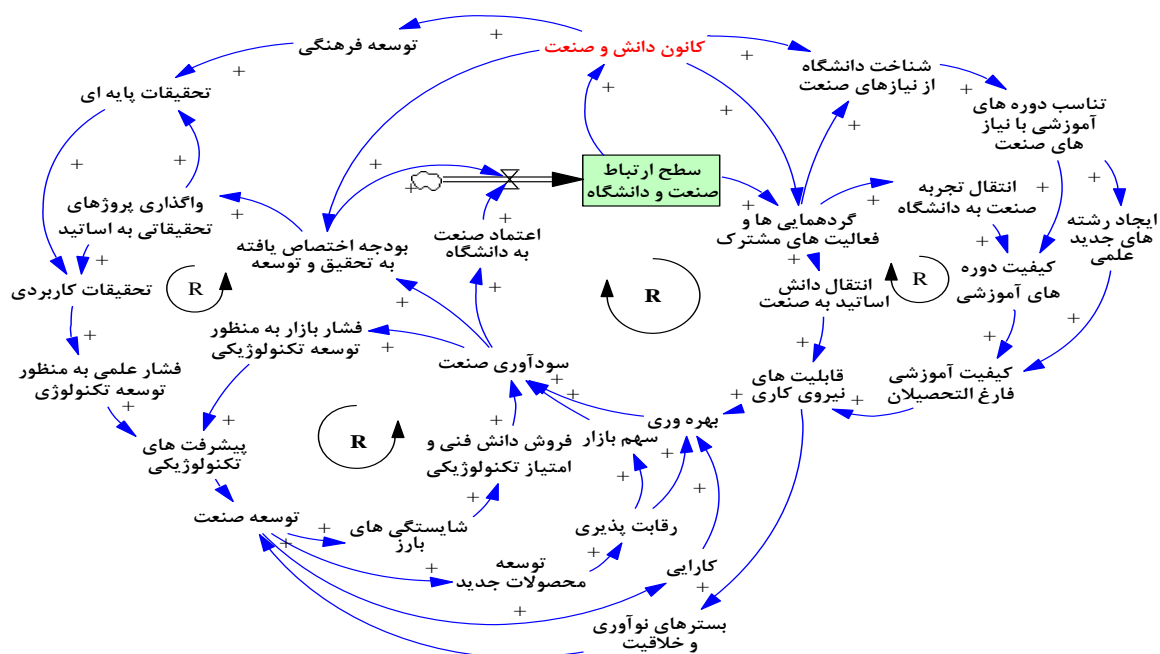 کانون دانش و صنعت
توسعه فرهنگی
تحقیقات پایه ای
شناخت دانشگاه
از نیازهای صنعت
تناسب دوره های
آموزشی با نیاز
های صنعت
سطح ارتباط
صنعت و دانشگاه
انتقال تجربه
صنعت به دانشگاه
ایجاد رشته
های جدید
علمی
واگذاری پروژهای
تحقیقاتی به اساتید
گردهمایی ها و
فعالیت های مشترک
اعتماد صنعت
به دانشگاه
بودجه اختصاص یافته
به تحقیق و توسعه
کیفیت دوره
های آموزشی
تحقیقات کاربردی
R
R
R
انتقال دانش
اساتید به صنعت
فشار بازار به منظور
توسعه تکنولوژیکی
سودآوری صنعت
قابلیت های
نیروی کاری
کیفیت آموزشی
فارغ التحصیلان
فشار علمی به منظور
توسعه تکنولوژی
بهره وری
سهم بازار
فروش دانش فنی و
امتیاز تکنولوژیکی
R
پیشرفت های
تکنولوژیکی
توسعه صنعت
شایستگی های
بارز
رقابت پذیری
توسعه
محصولات جدید
کارایی
بسترهای نوآوری
و خلاقیت